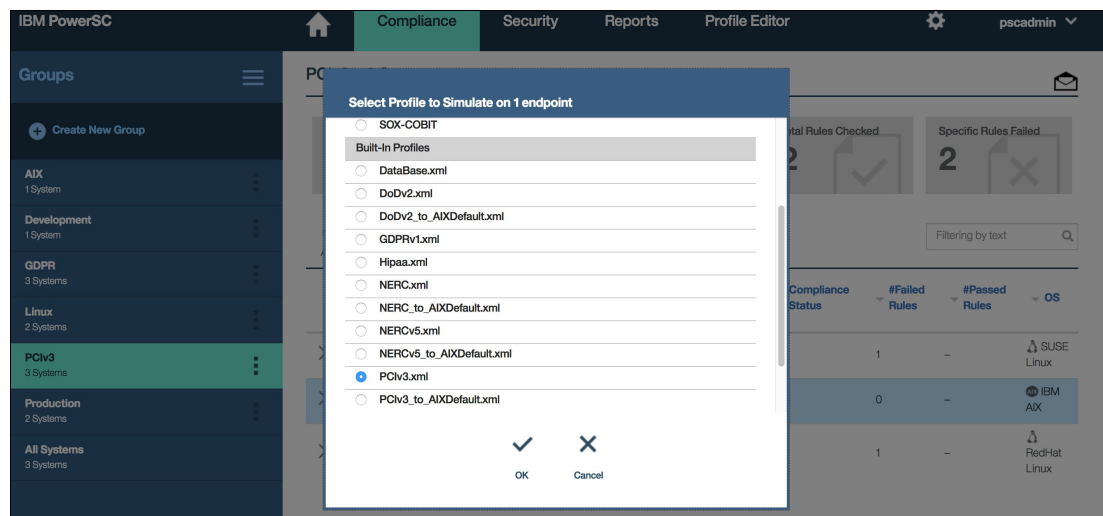 IBM PowerSC
Compliance
Security
Reports
Profile Editor
pscadmin
Groups
Create New Group
AIX
1 System
Development
1 System
GDPR
3 Systems
Linux
2 Systems
PCIv3
3 Systems
Production
2 Systems
All Systems
3 Systems
Select Profile to Simulate on 1 endpoint
SOX-COBIT
Built-In Profiles
DataBase.xml
DoDv2.xml
DoDv2_to_AIXDefault.xml
GDPRv1.xml
Hipaa.xml
NERC.xml
NERC_to_AIXDefault.xml
NERCv5.xml
NERCv5_to_AIXDefault.xml
PCIv3.xml
PCIv3_to_AIXDefault.xml
OK
Cancel
Rules Checked
Specific Rules Failed
2
2
Filtering by text
Compliance
Status
#Failed
Rules
#Passed
Rules
OS
1
–
SUSE
Linux
0
–
IBM
AIX
1
–
RedHat
Linux